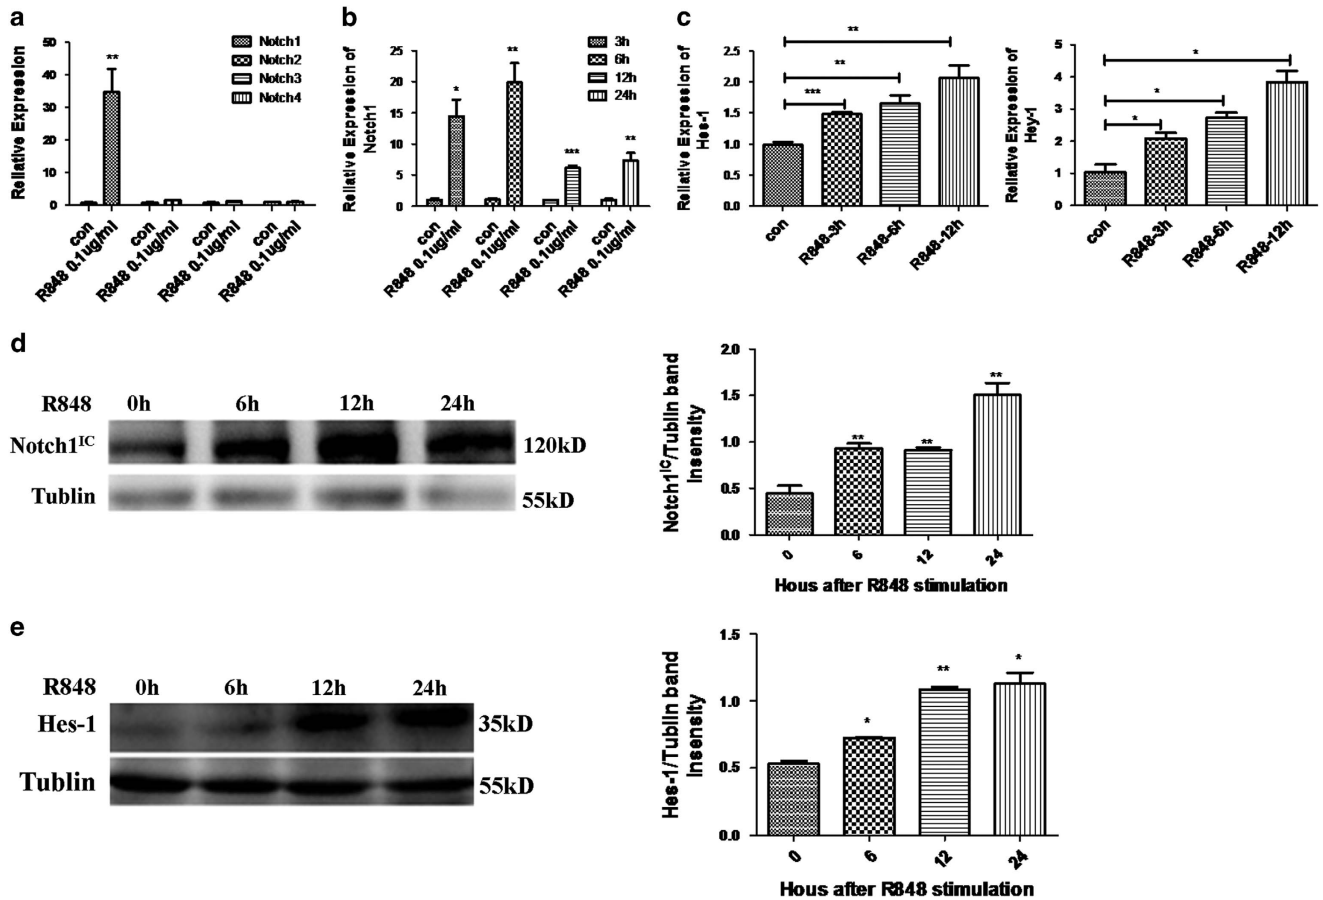 a
Rellative Expression
50
40
30
20
10
0
**
Notch1
Notch2
Notch3
Notch4
con
R848 0.1ug/ml
con
R848 0.1ug/ml
con
R848 0.1ug/ml
con
R848 0.1ug/ml
b
Rellative Expression of
Notch1
25
20
15
10
5
0
*
**
***
**
3h
6h
12h
24h
con
R848 0.1ug/ml
con
R848 0.1ug/ml
con
R848 0.1ug/ml
con
R848 0.1ug/ml
c
Rellative Expression of
Hes-1
2.5
2.0
1.5
1.0
0.5
0.0
**
**
***
con
R848-3h
R848-6h
R848-12h
Rellative Expression of
Hey-1
5
4
3
2
1
0
*
*
*
con
R848-3h
R848-6h
R848-12h
d
R848 0h 6h 12h 24h
Notch1IC 120kD
Tublin 55kD
Notch1IC/Tublin band
Insensity
2.0
1.5
1.0
0.5
0.0
**
**
**
0 6 12 24
Hous after R848 stimulation
e
R848 0h 6h 12h 24h
Hes-1 35kD
Tublin 55kD
Hes-1/Tublin band
Insensity
1.5
1.0
0.5
0.0
*
**
*
0 6 12 24
Hous after R848 stimulation